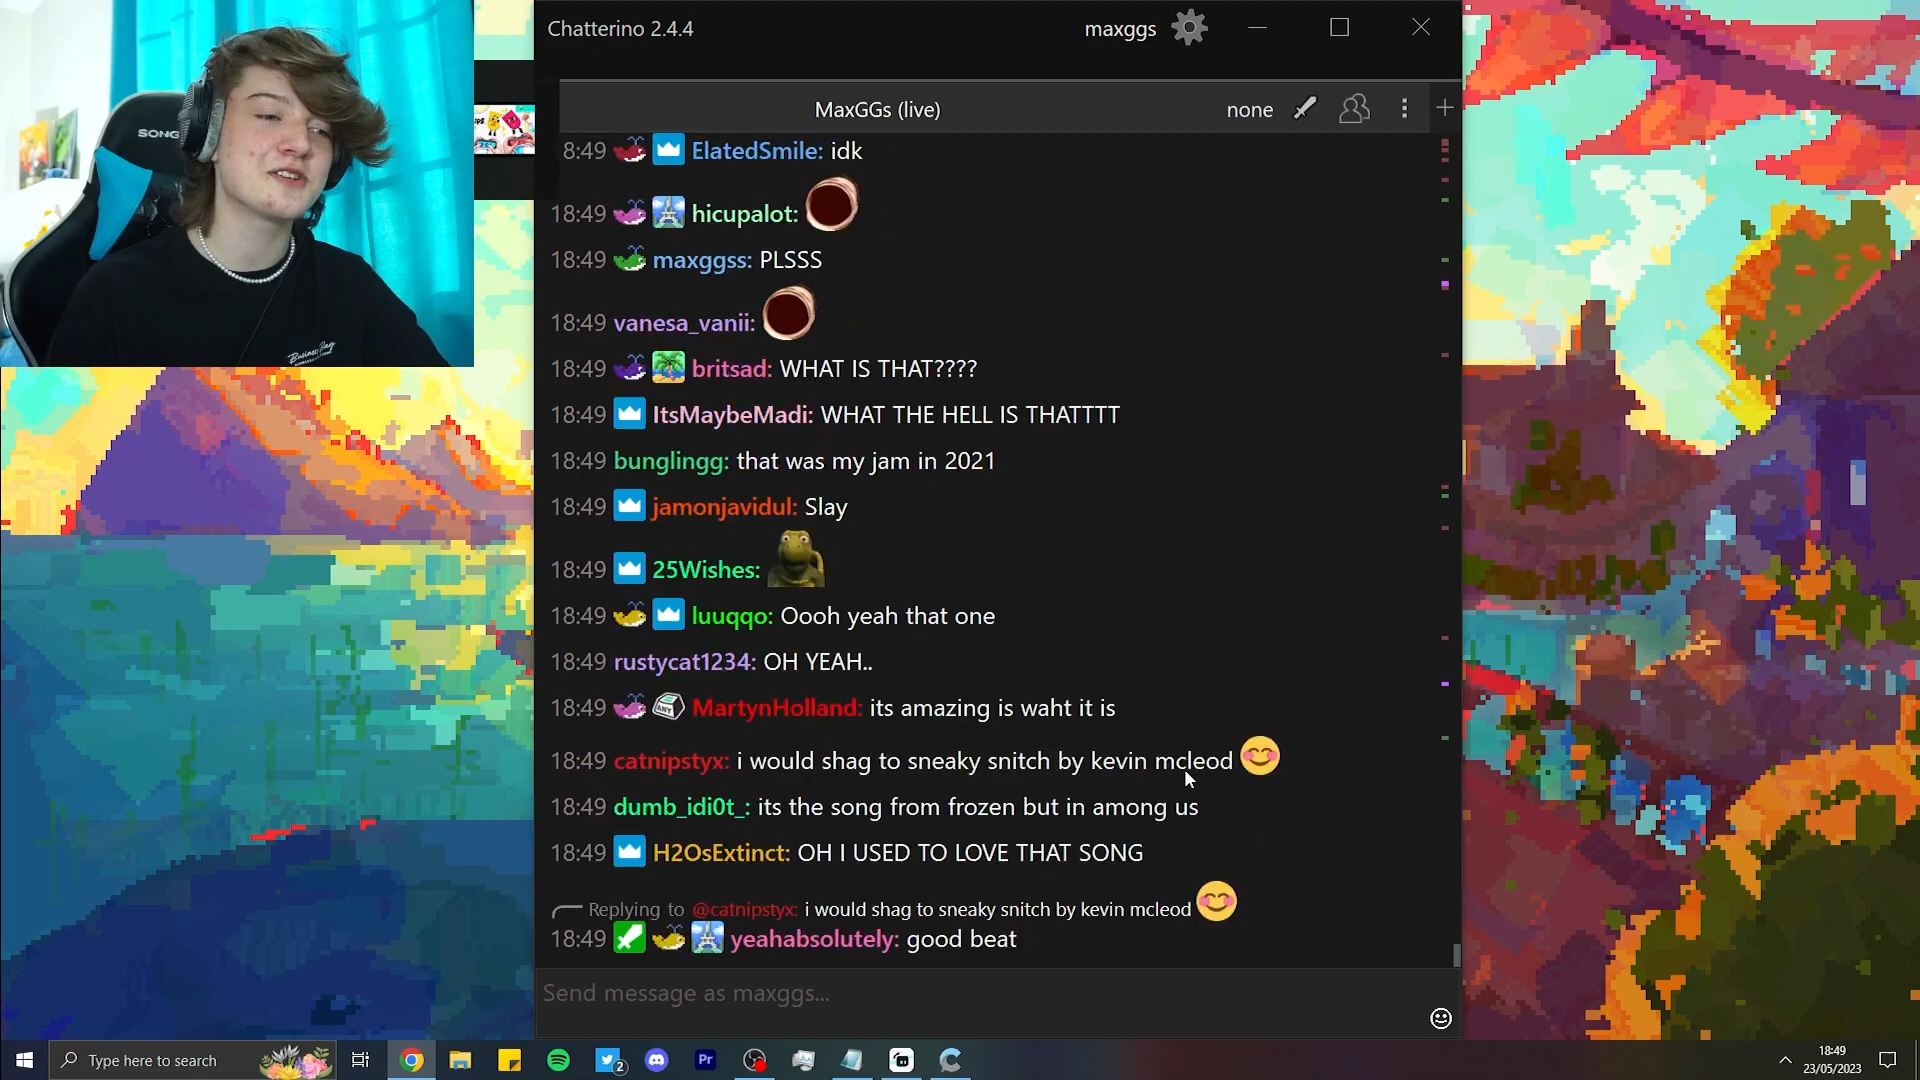 Chatterino 2.4.4
maxggs
MaxGGs (live)
none
8:49 ElatedSmile: idk
18:49 hicupalot:
18:49 maxggss: PLSSS
18:49 vanesa_vanii:
18:49 britsad: WHAT IS THAT????
18:49 ItsMaybeMadi: WHAT THE HELL IS THATTTT
18:49 bunglingg: that was my jam in 2021
18:49 jamonjavidul: Slay
18:49 25Wishes:
18:49 luuqqo: Oooh yeah that one
18:49 rustycat1234: OH YEAH..
18:49 ANY MartynHolland: its amazing is waht it is
18:49 catnipstyx: i would shag to sneaky snitch by kevin mcleod
18:49 dumb_idi0t_: its the song from frozen but in among us
18:49 H2OsExtinct: OH I USED TO LOVE THAT SONG
Replying to @catnipstyx: i would shag to sneaky snitch by kevin mcleod
18:49 yeahabsolutely: good beat
Send message as maxggs...
Type here to search
2
Pr
18:49
23/05/2023
SONG